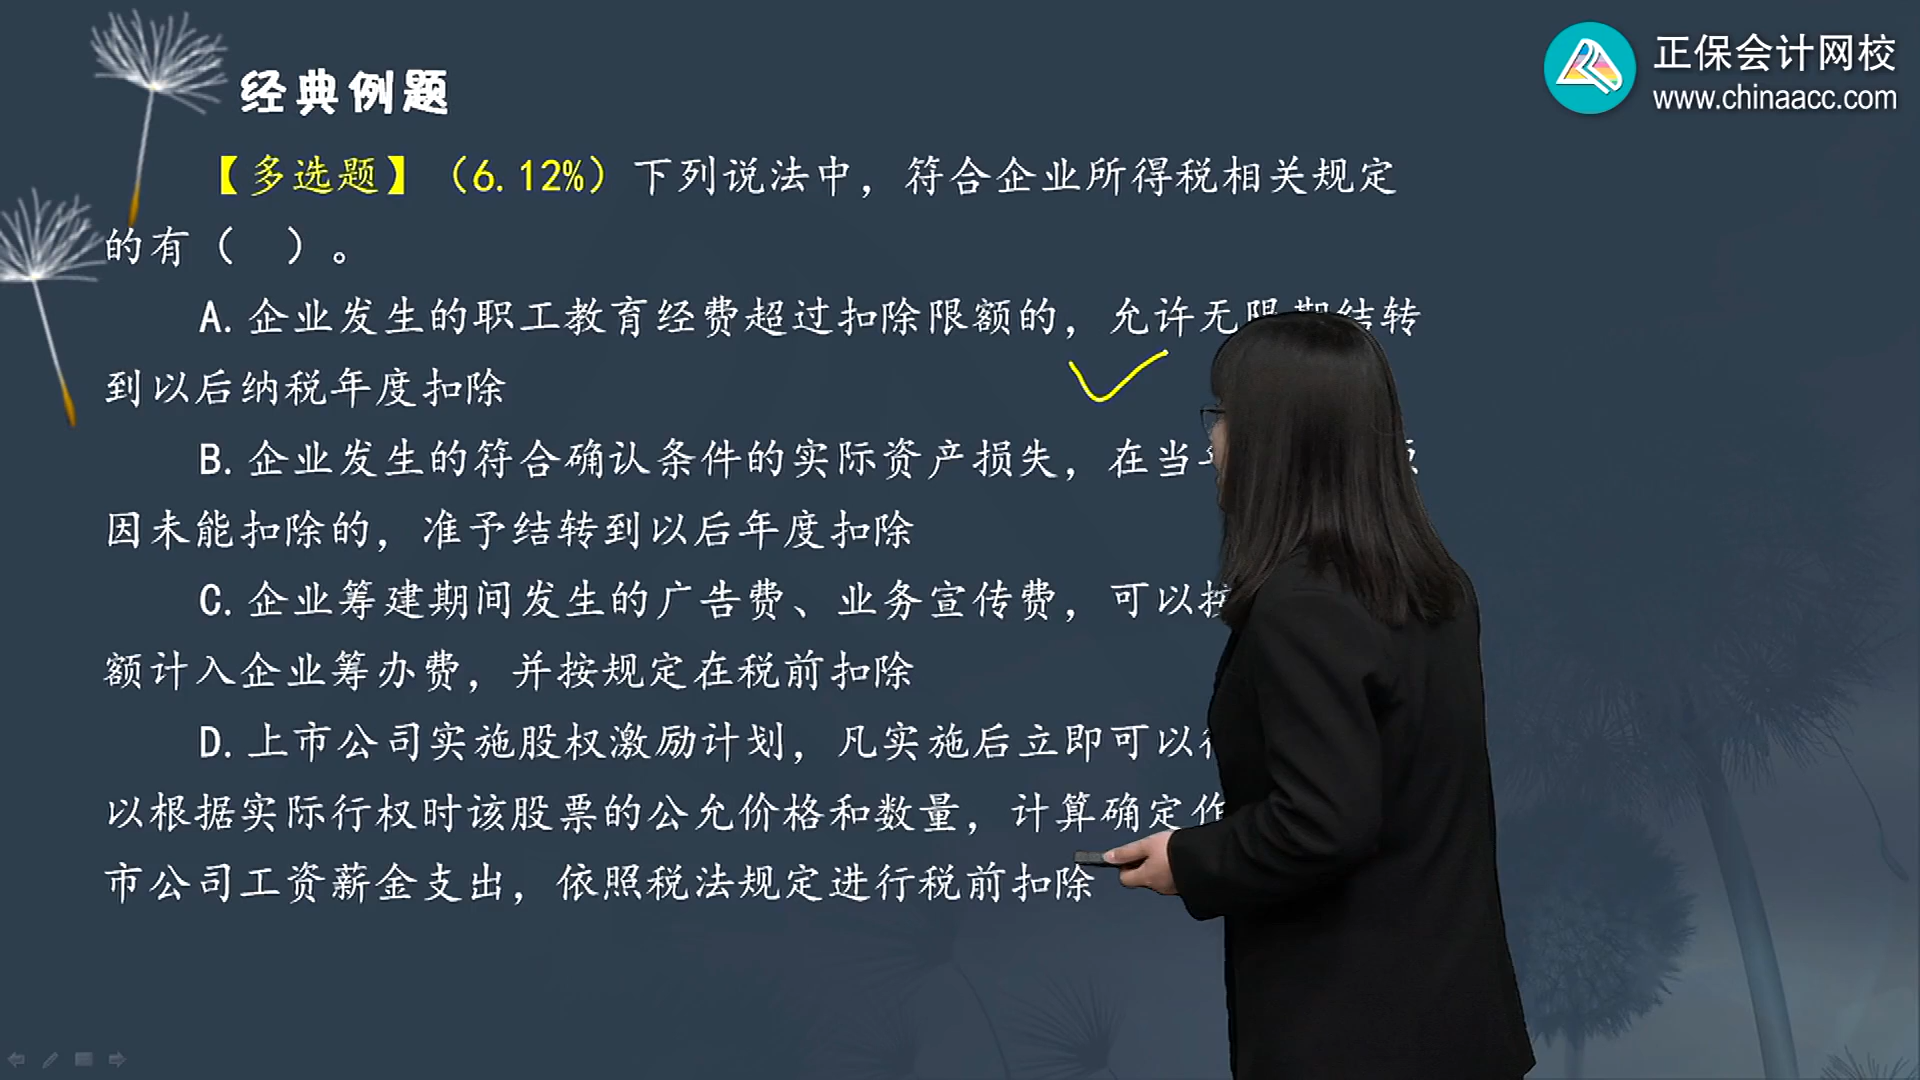 正保会计网校
www.chinaacc.com
经典例题
【多选题】（6.12%）下列说法中，符合企业所得税相关规定
的有（ ）。
A.企业发生的职工教育经费超过扣除限额的，允许无限期结转
到以后纳税年度扣除
B.企业发生的符合确认条件的实际资产损失，在当
因未能扣除的，准予结转到以后年度扣除
C.企业筹建期间发生的广告费、业务宣传费，可以按
额计入企业筹办费，并按规定在税前扣除
D.上市公司实施股权激励计划，凡实施后立即可以
以根据实际行权时该股票的公允价格和数量，计算确定作
市公司工资薪金支出，依照税法规定进行税前扣除